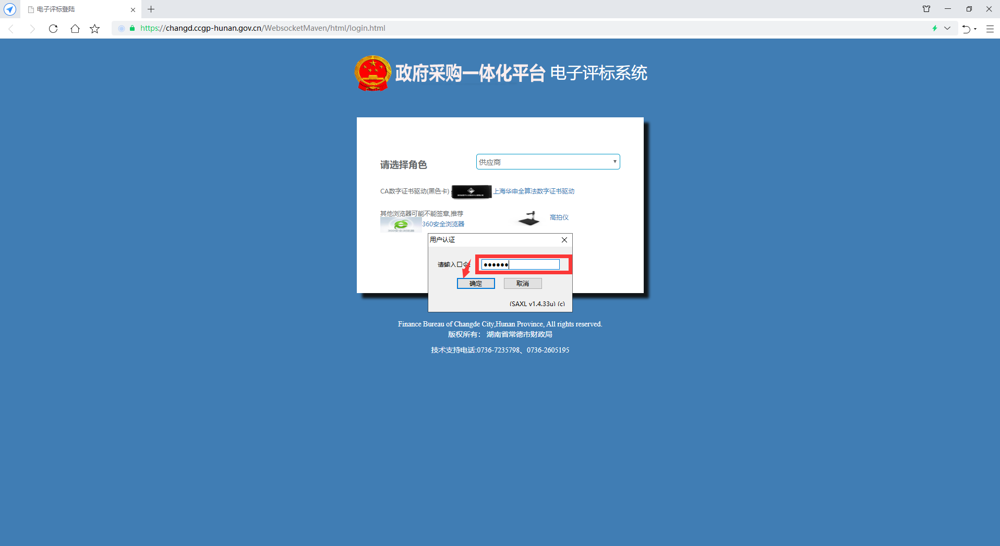 电子评标登陆
https://changd.ccgp-hunan.gov.cn/WebsocketMaven/html/login.html
政府采购一体化平台 电子评标系统
请选择角色
供应商
CA数字证书驱动(黑色卡)
上海华申全算法数字证书驱动
其他浏览器可能不能签章,推荐
360安全浏览器
高拍仪
用户认证
请输入口令:
确定
取消
(SAXL v1.4.33u) (c)
Finance Bureau of Changde City,Hunan Province, All rights reserved.
版权所有： 湖南省常德市财政局
技术支持电话:0736-7235798、0736-2605195